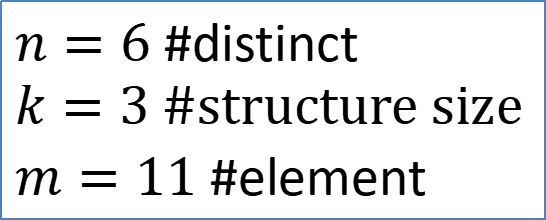 n = 6 #distinct
k = 3 #structure size
m = 11 #element